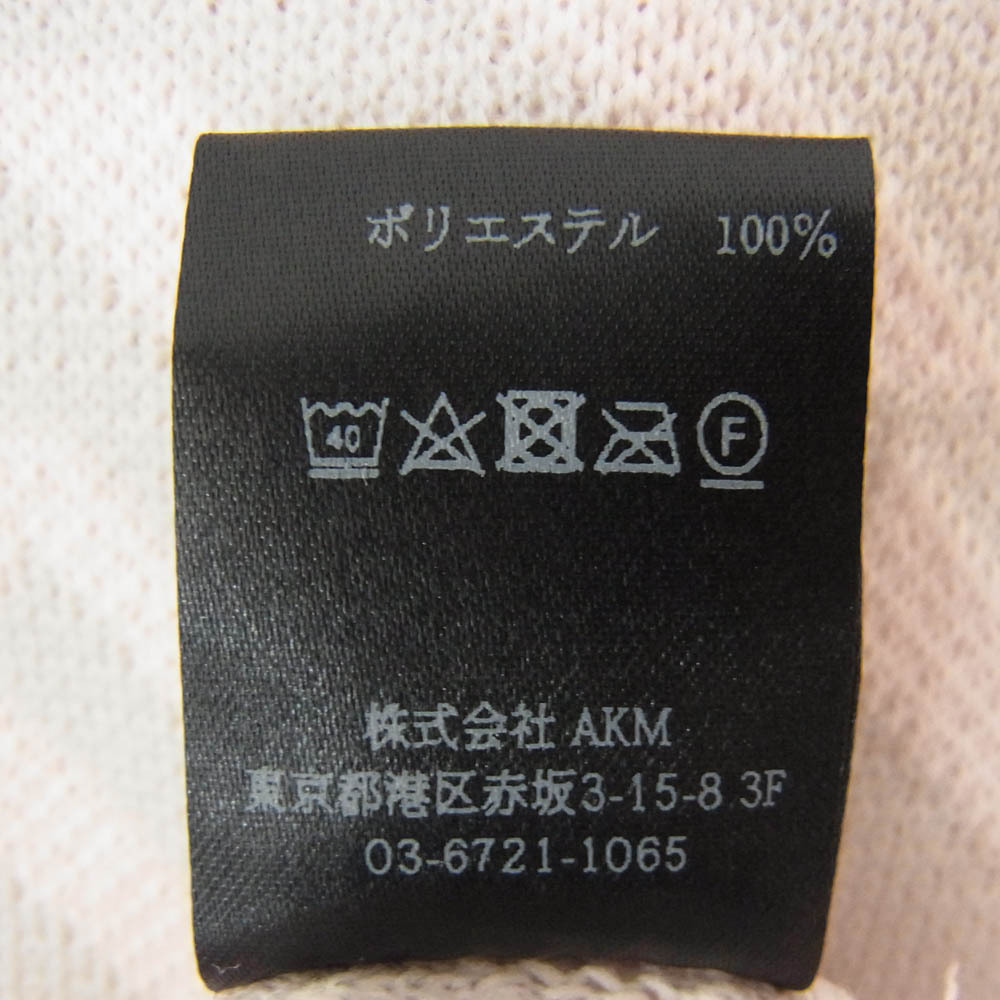 ポリエステル 100%
40 F
株式会社 AKM
東京都港区赤坂3-15-8 3F
03-6721-1065